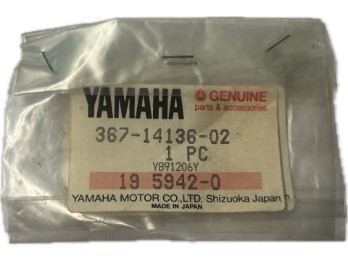 YAMAHA GENUINE
parts & accessories
367-14136-02
1 PC
Y891206Y
19 5942-0
YAMAHA MOTOR CO.,LTD. Shizuoka Japan
MADE IN JAPAN